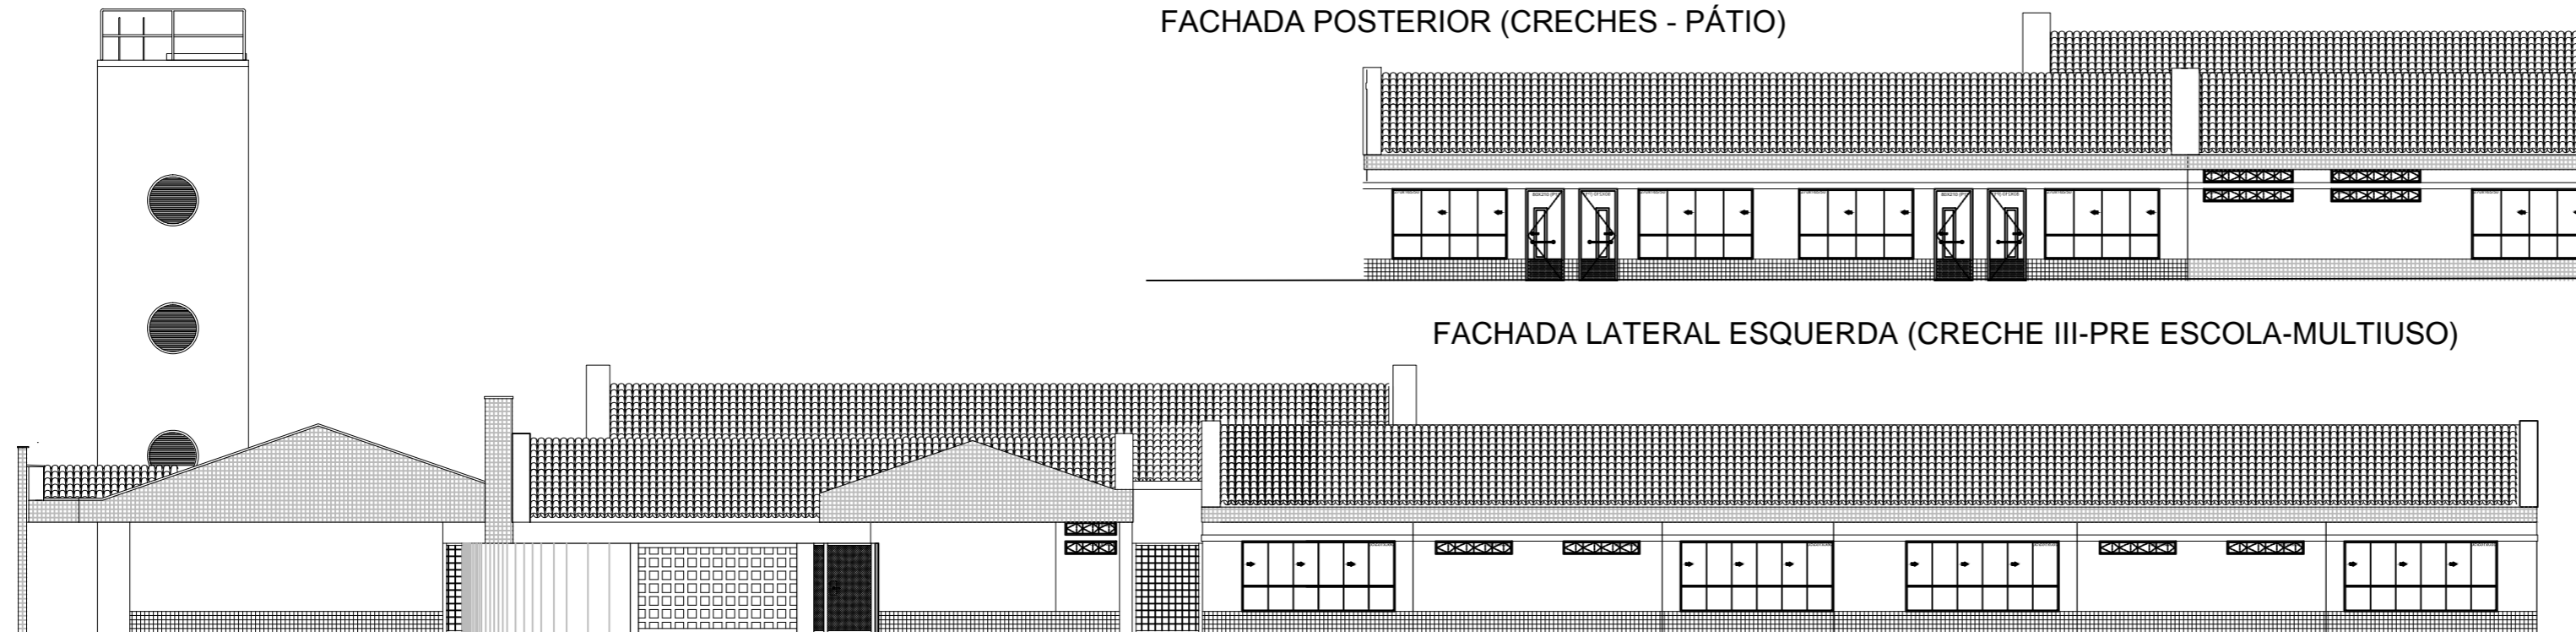 FACHADA POSTERIOR (CRECHES - PÁTIO)
FACHADA LATERAL ESQUERDA (CRECHE III-PRE ESCOLA-MULTIUSO)